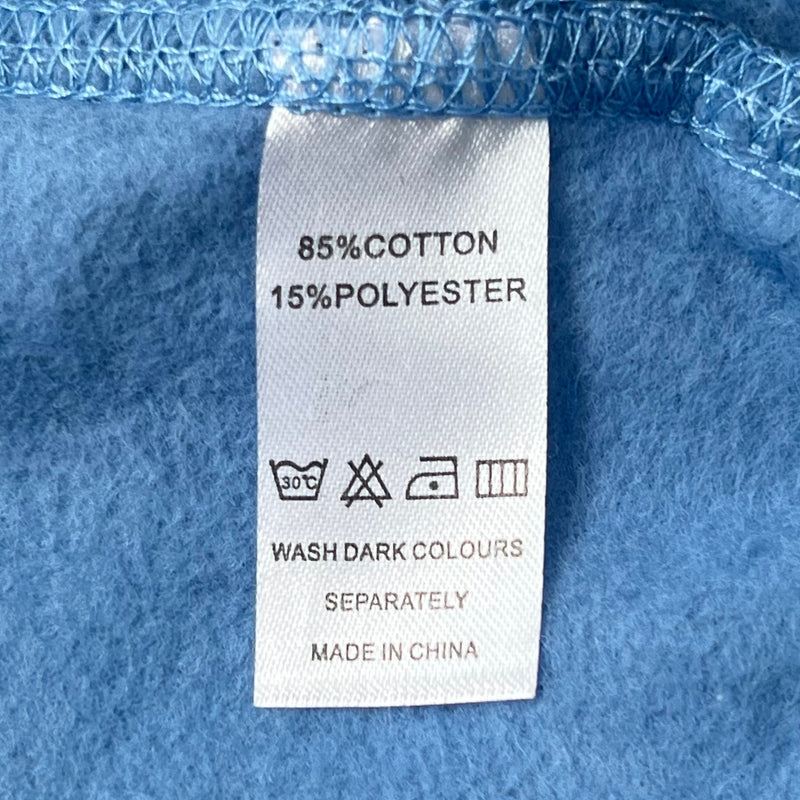 85%COTTON
15%POLYESTER
30°C
WASH DARK COLOURS
SEPARATELY
MADE IN CHINA